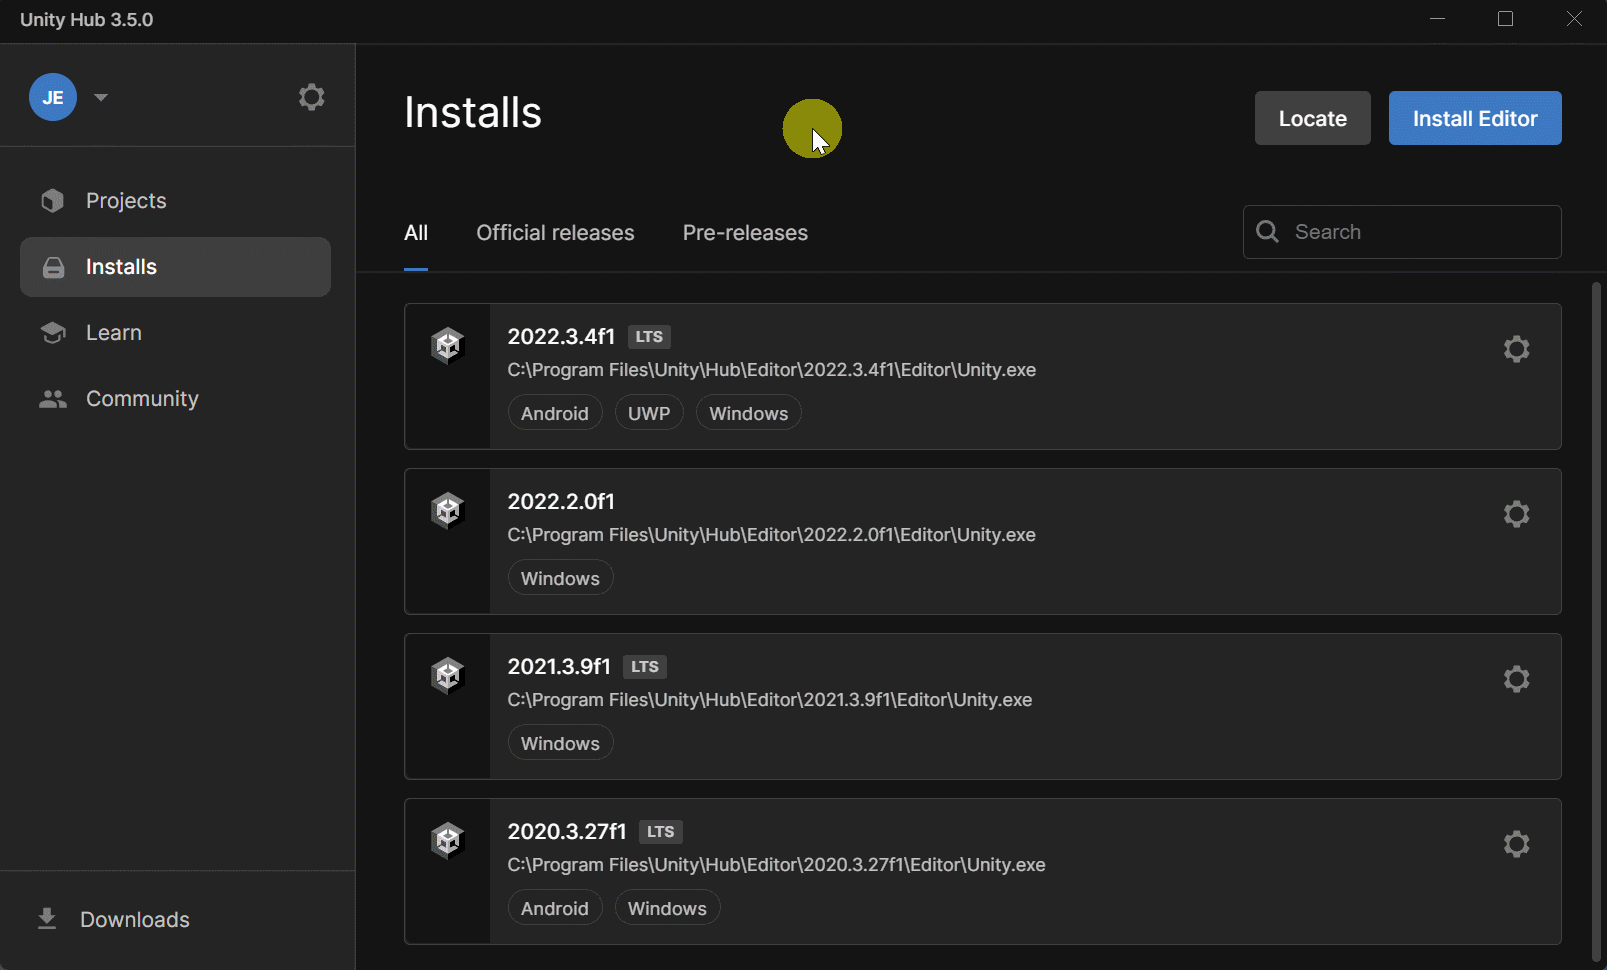 Unity Hub 3.5.0
JE
Projects
Installs
Learn
Community
Downloads
Installs
Locate
Install Editor
All
Official releases
Pre-releases
Search
2022.3.4f1 LTS
C:\Program Files\Unity\Hub\Editor\2022.3.4f1\Editor\Unity.exe
Android UWP Windows
2022.2.0f1
C:\Program Files\Unity\Hub\Editor\2022.2.0f1\Editor\Unity.exe
Windows
2021.3.9f1 LTS
C:\Program Files\Unity\Hub\Editor\2021.3.9f1\Editor\Unity.exe
Windows
2020.3.27f1 LTS
C:\Program Files\Unity\Hub\Editor\2020.3.27f1\Editor\Unity.exe
Android Windows